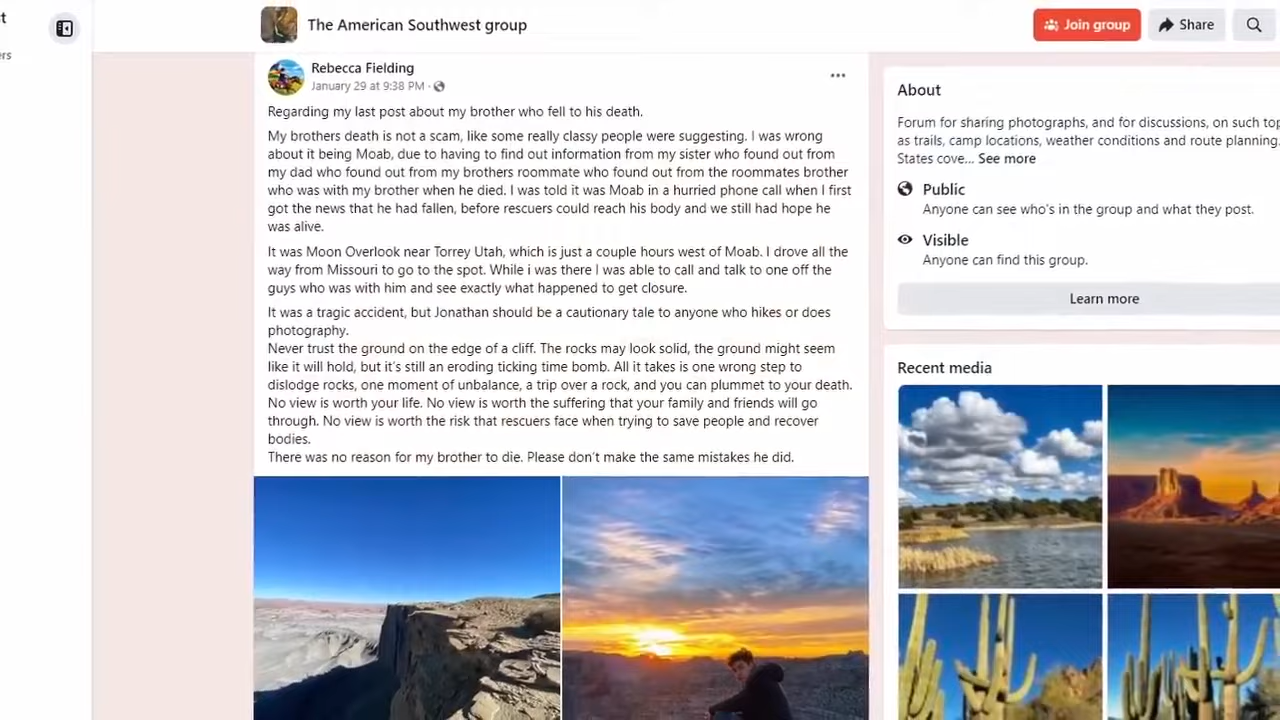 t
ers
The American Southwest group
Join group
Share
Rebecca Fielding
January 29 at 9:38 PM ·
Regarding my last post about my brother who fell to his death.
My brothers death is not a scam, like some really classy people were suggesting. I was wrong
about it being Moab, due to having to find out information from my sister who found out from
my dad who found out from my brothers roommate who found out from the roommates brother
who was with my brother when he died. I was told it was Moab in a hurried phone call when I first
got the news that he had fallen, before rescuers could reach his body and we still had hope he
was alive.
It was Moon Overlook near Torrey Utah, which is just a couple hours west of Moab. I drove all the
way from Missouri to go to the spot. While i was there I was able to call and talk to one off the
guys who was with him and see exactly what happened to get closure.
It was a tragic accident, but Jonathan should be a cautionary tale to anyone who hikes or does
photography.
Never trust the ground on the edge of a cliff. The rocks may look solid, the ground might seem
like it will hold, but it's still an eroding ticking time bomb. All it takes is one wrong step to
dislodge rocks, one moment of unbalance, a trip over a rock, and you can plummet to your death.
No view is worth your life. No view is worth the suffering that your family and friends will go
through. No view is worth the risk that rescuers face when trying to save people and recover
bodies.
There was no reason for my brother to die. Please don't make the same mistakes he did.
About
Forum for sharing photographs, and for discussions, on such top
as trails, camp locations, weather conditions and route planning.
States cove... See more
Public
Anyone can see who's in the group and what they post.
Visible
Anyone can find this group.
Learn more
Recent media